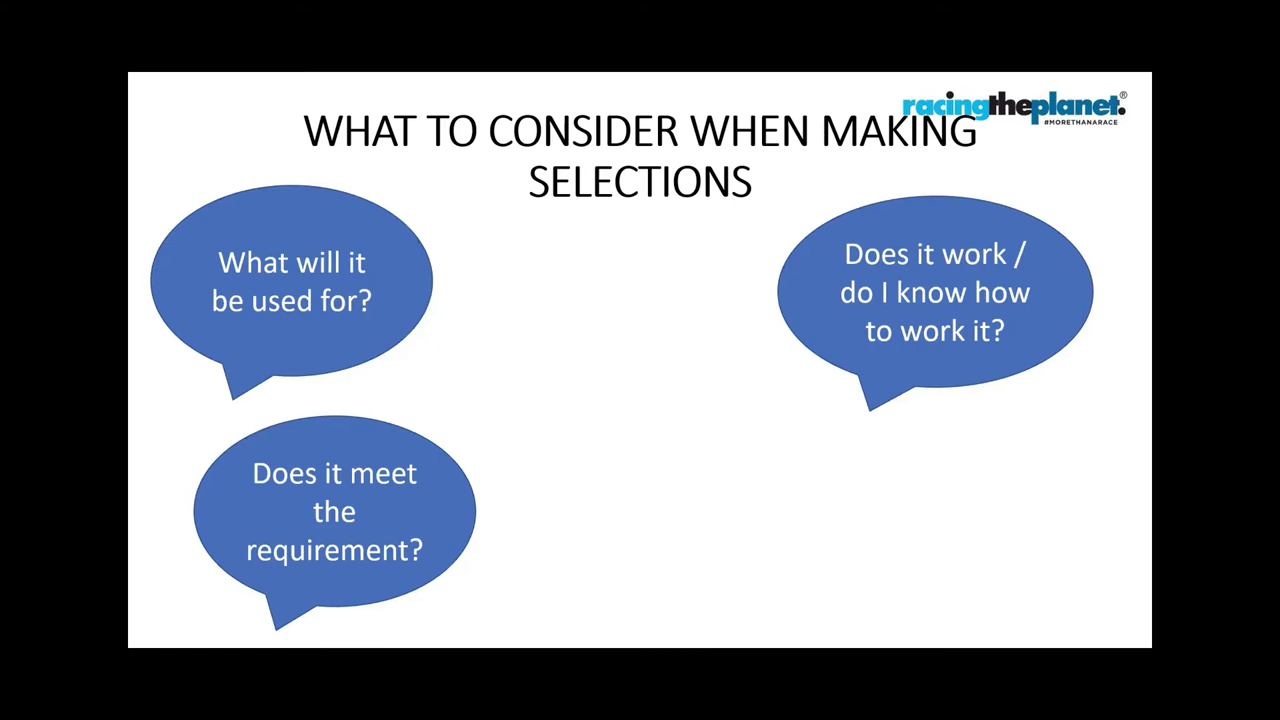 racingtheplanet.®
#MORETHANARACE
WHAT TO CONSIDER WHEN MAKING
SELECTIONS
What will it
be used for?
Does it work /
do I know how
to work it?
Does it meet
the
requirement?